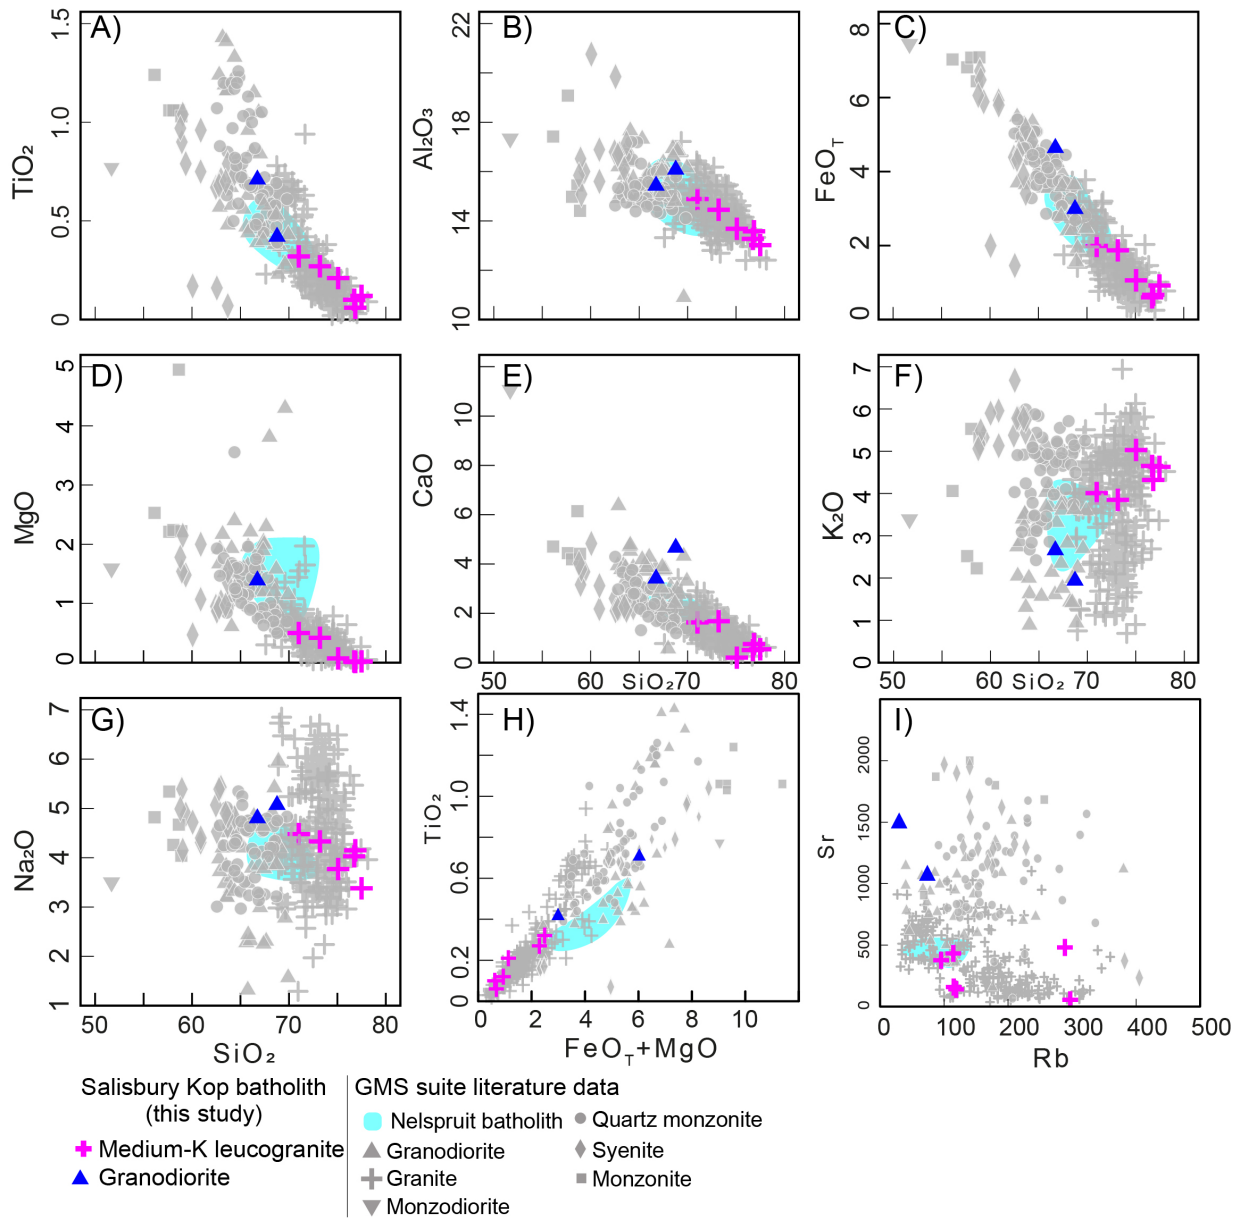 A)
TiO₂
1.5
1.0
0.5
0
B)
Al₂O₃
22
18
14
10
C)
FeOT
8
6
4
2
0
D)
MgO
5
4
3
2
1
0
E)
CaO
10
8
6
4
2
0
50
60
SiO₂
70
80
F)
K₂O
7
6
5
4
3
2
1
0
50
60
SiO₂
70
80
G)
Na₂O
7
6
5
4
3
2
1
50
60
70
80
SiO₂
H)
TiO₂
1.4
1.0
0.6
0.2
0
0
2
4
6
8
10
FeOT+MgO
I)
Sr
2000
1500
1000
500
0
0
100
200
300
400
500
Rb
Salisbury Kop batholith
(this study)
Medium-K leucogranite
Granodiorite
GMS suite literature data
Nelspruit batholith
Quartz monzonite
Granodiorite
Syenite
Granite
Monzonite
Monzodiorite